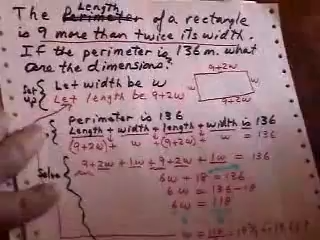 The Length Perimeter of a rectangle
is 9 more than twice its width.
If the perimeter is 136 m. what
are the dimensions?
Set up
Let width be w
Let length be 9+2w
9+2w
w
w
9+2w
Perimeter is 136
Length + width + length + width is 136
(9+2w) + w + (9+2w) + w = 136
Solve
9 + 2w + 1w + 9 + 2w + 1w = 136
6w + 18 = 136
6w = 136 - 18
6w = 118
w = 118